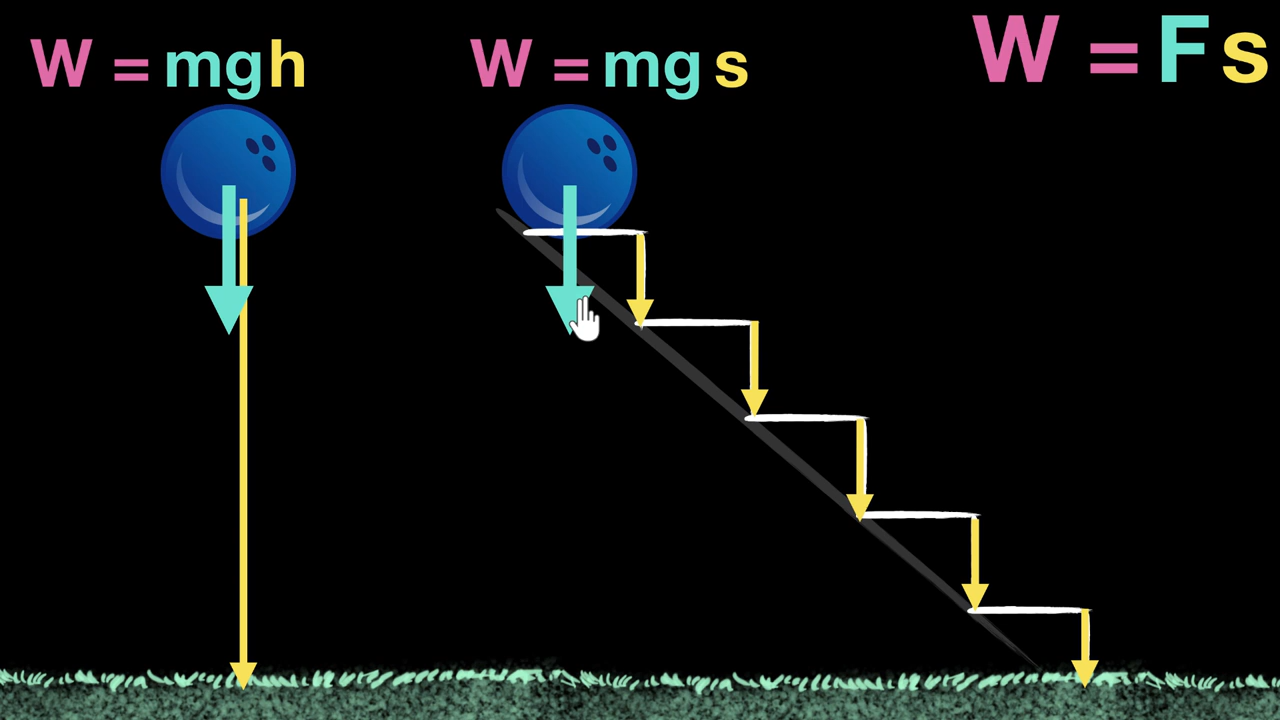 W = mgh
W = mg s
W = Fs